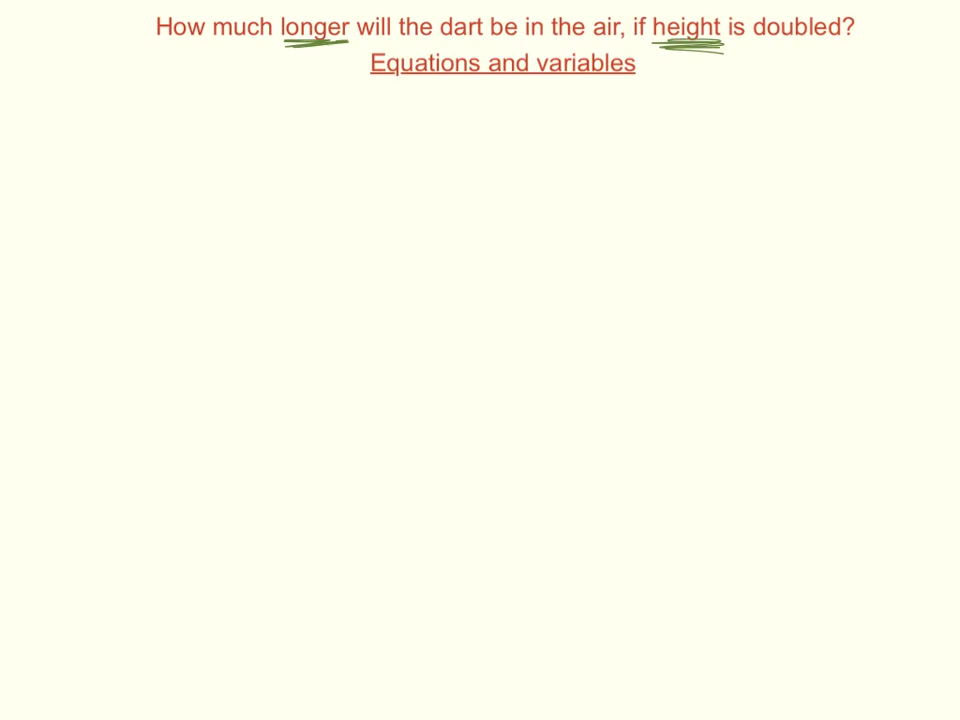 How much longer will the dart be in the air, if height is doubled?
Equations and variables